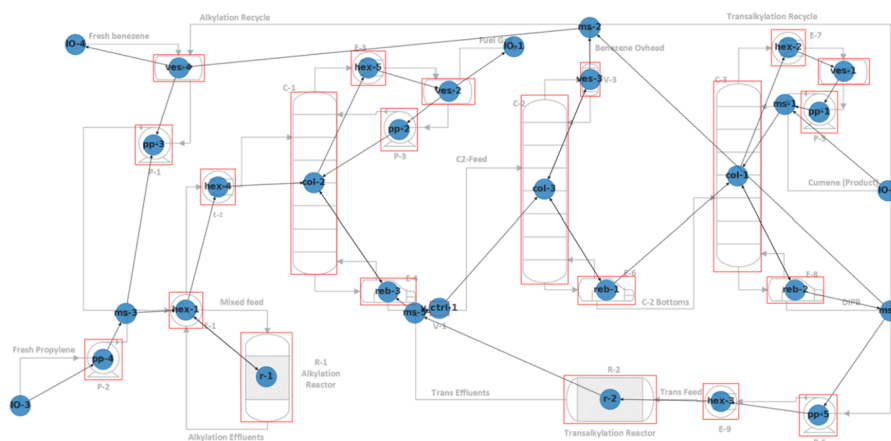 Alkylation Recycle
Transalkylation Recycle
ms-2
Fresh benezene
IO-4
Fuel G
IO-1
E-3
E-7
hex-2
Benezene Ovhead
ves-4
hex-5
ves-3
V-3
ves-1
C-1
ves-2
C-2
C-3
ms-1
pp-1
pp-2
P-5
pp-3
P-3
P-1
C2-Feed
col-1
hex-4
col-2
col-3
Cumene (Product)
IO-
E-2
E-4
E-6
E-8
reb-3
reb-1
reb-2
Mixed feed
v-ctrl-1
C-2 Bottoms
DIPB
ms-3
hex-1
E-1
ms-5
V-1
ms
Fresh Propylene
pp-4
R-1
Alkylation
Reactor
R-2
P-2
r-1
Trans Effluents
Trans Feed
IO-3
r-2
hex-3
pp-5
E-9
Alkylation Effluents
Transalkylation Reactor